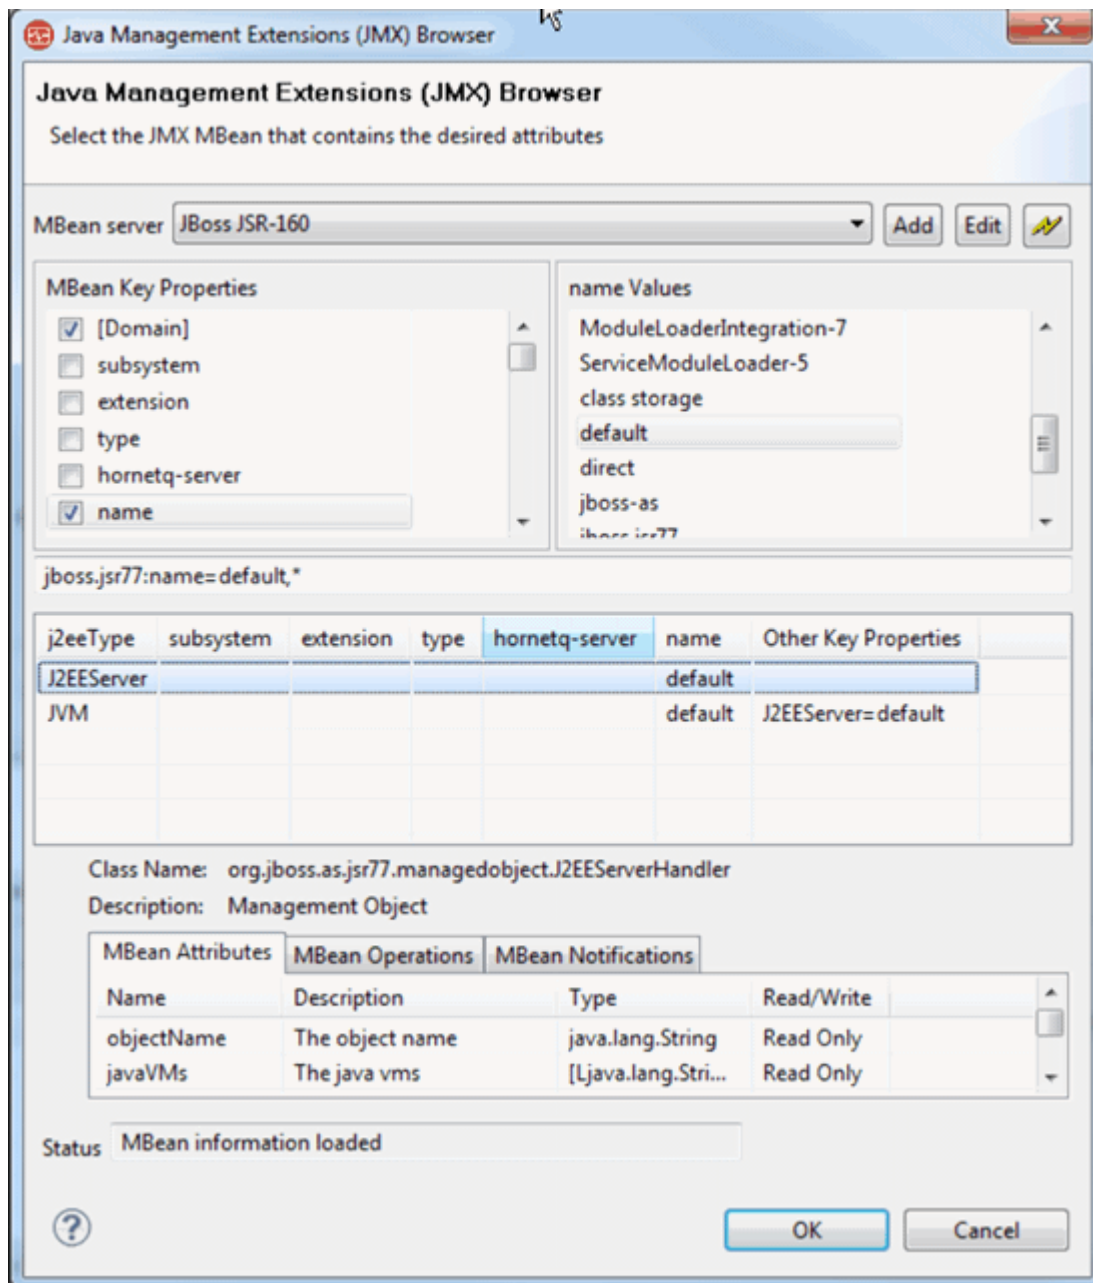 Java Management Extensions (JMX) Browser
Java Management Extensions (JMX) Browser
Select the JMX MBean that contains the desired attributes
MBean server JBoss JSR-160 Add Edit
MBean Key Properties
[Domain]
subsystem
extension
type
hornetq-server
name
name Values
ModuleLoaderIntegration-7
ServiceModuleLoader-5
class storage
default
direct
jboss-as
jboss.jsr77
jboss.jsr77:name=default,*
j2eeType subsystem extension type hornetq-server name Other Key Properties
J2EEServer default
JVM default J2EEServer=default
Class Name: org.jboss.as.jsr77.managedobject.J2EEServerHandler
Description: Management Object
MBean Attributes MBean Operations MBean Notifications
Name Description Type Read/Write
objectName The object name java.lang.String Read Only
javaVMs The java vms [Ljava.lang.Stri... Read Only
Status MBean information loaded
? OK Cancel